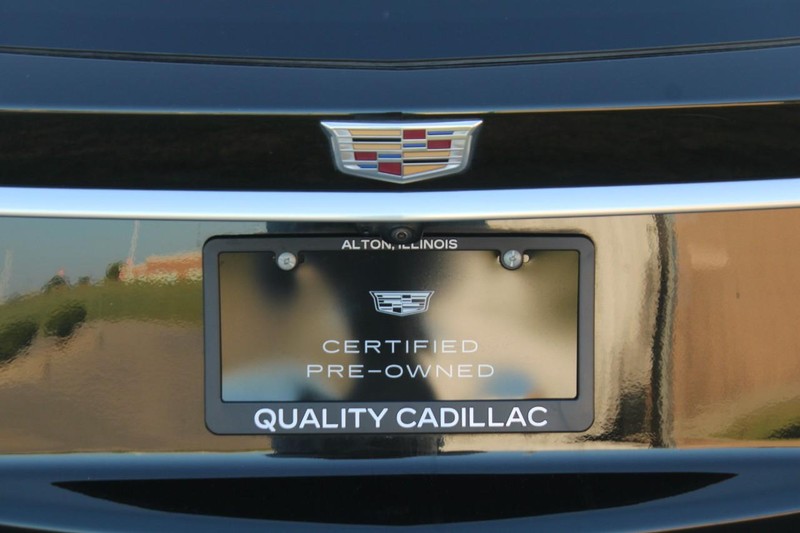 ALTON, ILLINOIS
CERTIFIED
PRE-OWNED
QUALITY CADILLAC